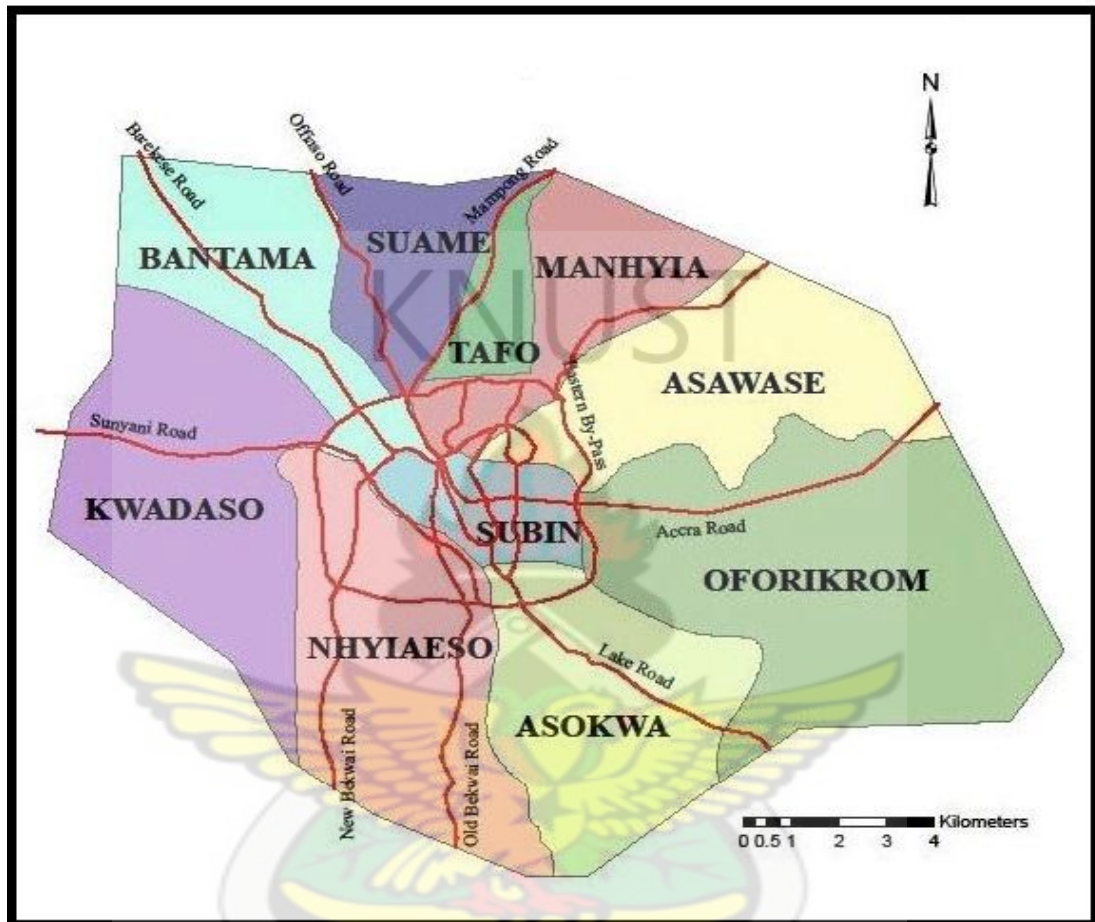 N
Barekese Road
Offinso Road
Mampong Road
SUAME
BANTAMA
MANHYIA
KNUST
TAFO
ASAWASE
Eastern By-Pass
Sunyani Road
KWADASO
SUBIN
Accra Road
OFORIKROM
NHYIAESO
Lake Road
ASOKWA
New Bekwai Road
Old Bekwai Road
Kilometers
0 0.5 1 2 3 4